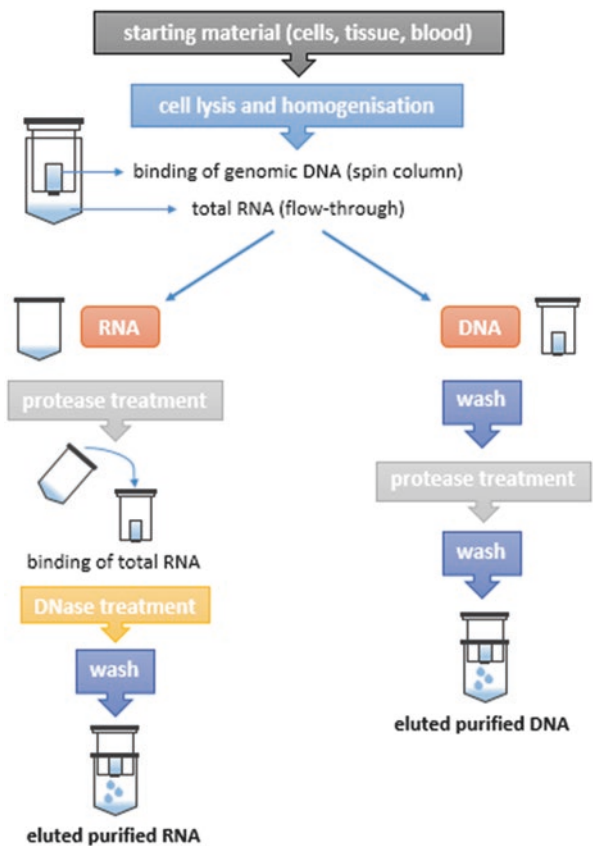 starting material (cells, tissue, blood)
cell lysis and homogenisation
binding of genomic DNA (spin column)
total RNA (flow-through)
RNA
protease treatment
binding of total RNA
DNase treatment
wash
eluted purified RNA
DNA
wash
protease treatment
wash
eluted purified DNA